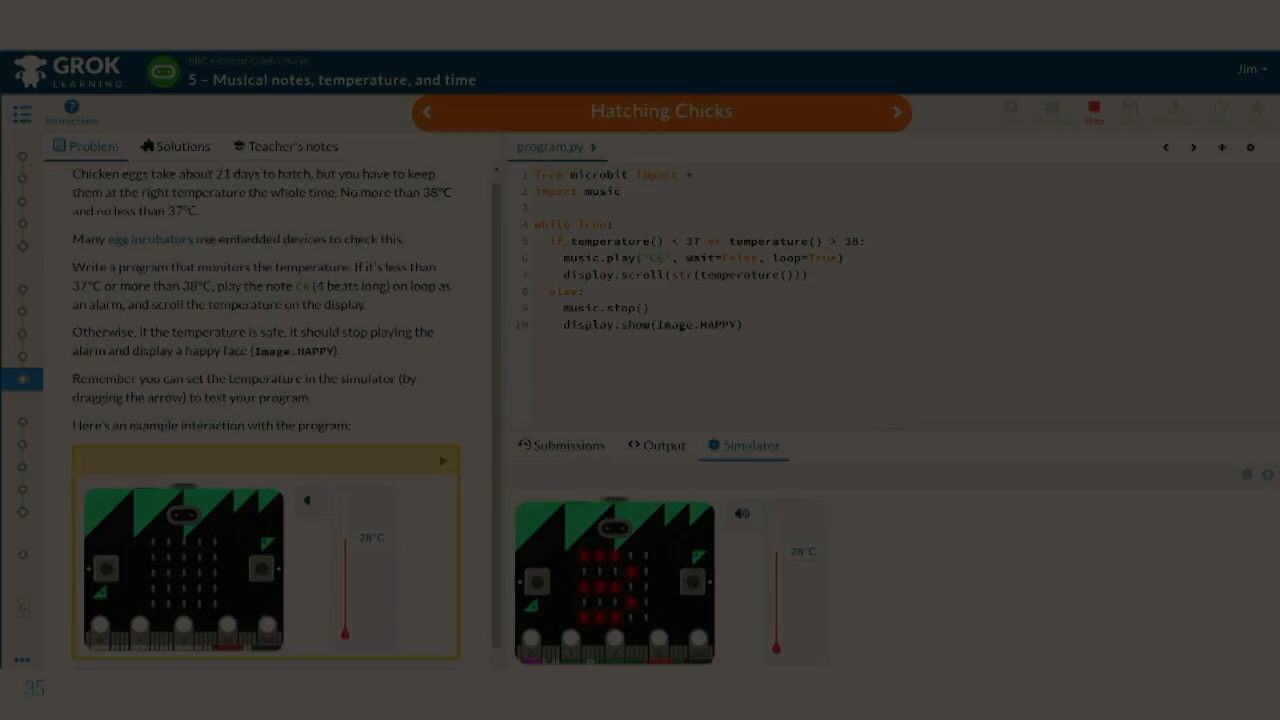 GROK
LEARNING
BBC micro:bit Crash Course
5 – Musical notes, temperature, and time
Jim
Instructions
Hatching Chicks
Stop
Problem
Solutions
Teacher's notes
program.py
Chicken eggs take about 21 days to hatch, but you have to keep
them at the right temperature the whole time. No more than 38°C
and no less than 37°C.
Many egg incubators use embedded devices to check this.
Write a program that monitors the temperature. If it's less than
37°C or more than 38°C, play the note C6 (4 beats long) on loop as
an alarm, and scroll the temperature on the display.
Otherwise, if the temperature is safe, it should stop playing the
alarm and display a happy face (Image.HAPPY).
Remember you can set the temperature in the simulator (by
dragging the arrow) to test your program.
Here's an example interaction with the program:
28°C
1 from microbit import *
2 import music
3
4 while True:
5 if temperature() < 37 or temperature() > 38:
6 music.play('C6', wait=False, loop=True)
7 display.scroll(str(temperature()))
8 else:
9 music.stop()
10 display.show(Image.HAPPY)
Submissions
Output
Simulator
28°C
6
35